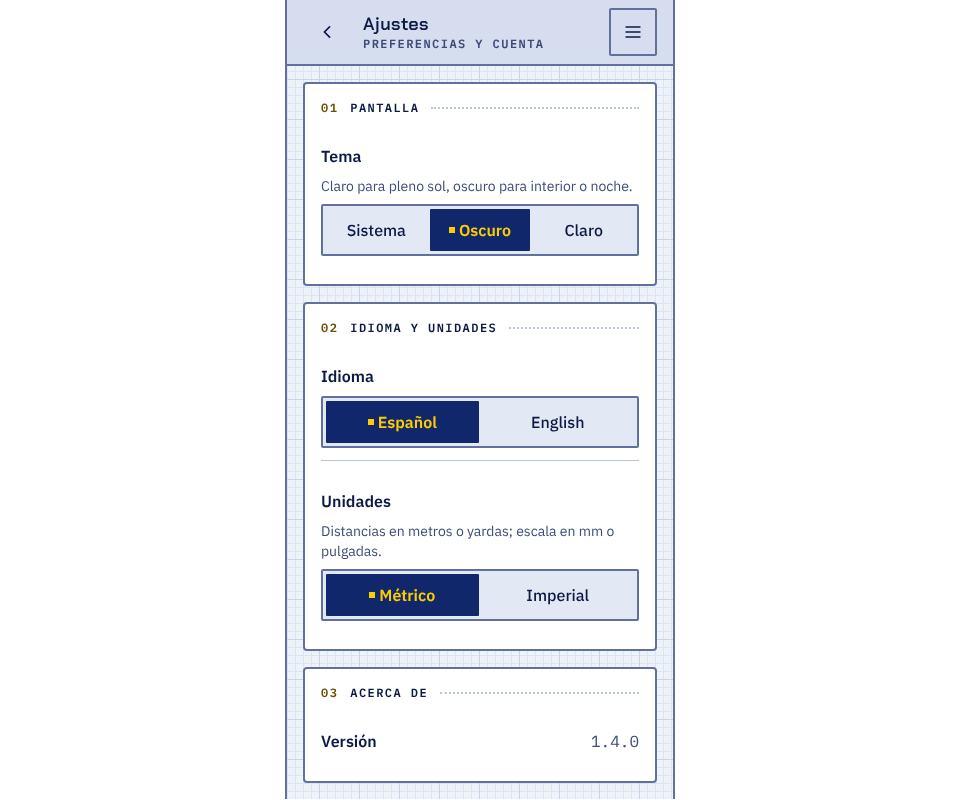 Ajustes
PREFERENCIAS Y CUENTA
01 PANTALLA
Tema
Claro para pleno sol, oscuro para interior o noche.
Sistema Oscuro Claro
02 IDIOMA Y UNIDADES
Idioma
Español English
Unidades
Distancias en metros o yardas; escala en mm o
pulgadas.
Métrico Imperial
03 ACERCA DE
Versión 1.4.0